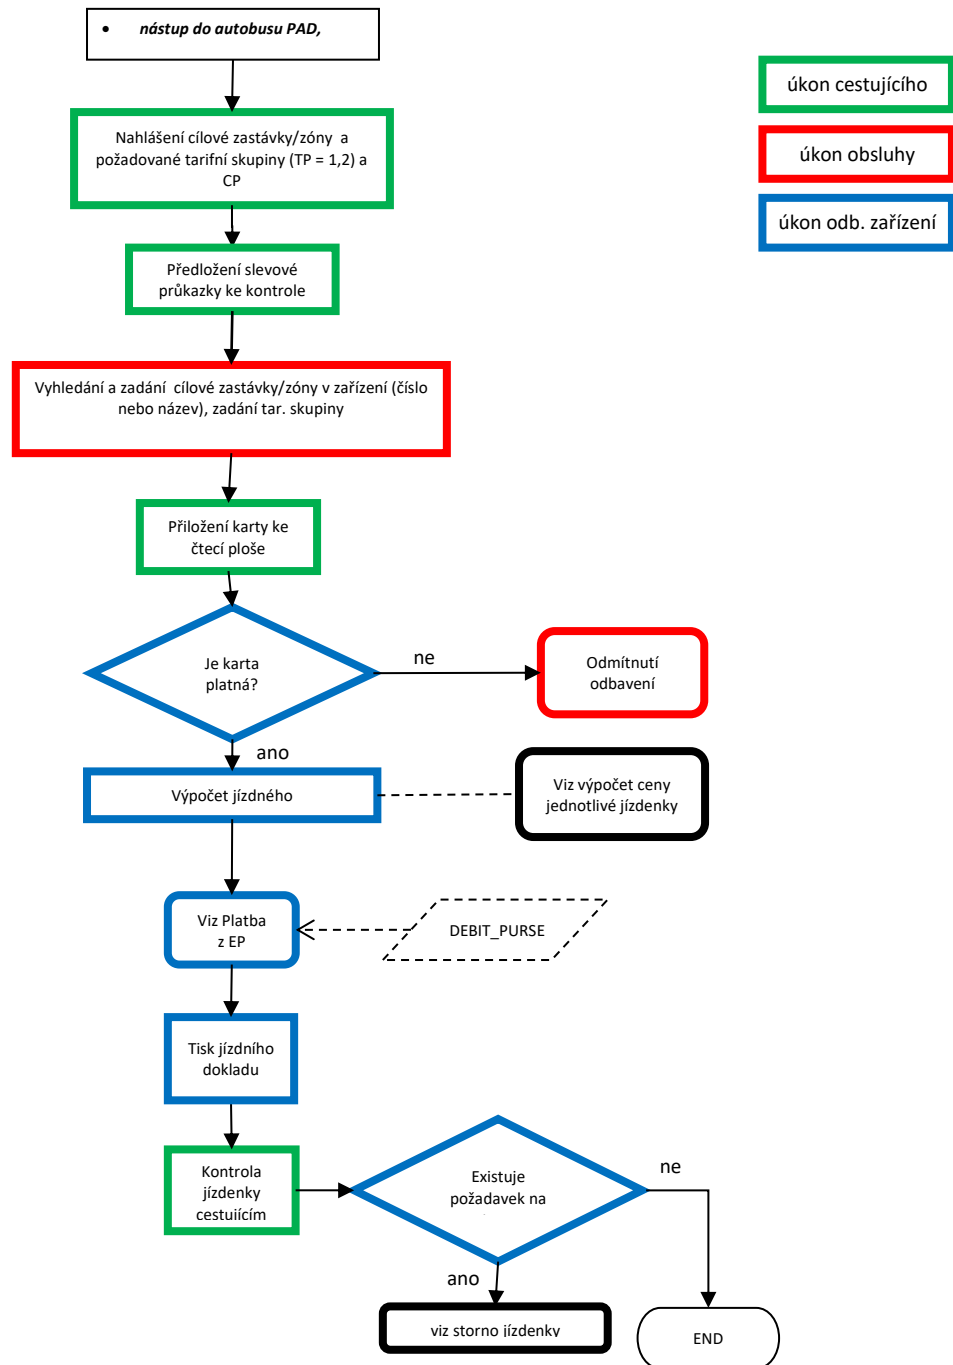 • nástup do autobusu PAD,
úkon cestujícího
úkon obsluhy
úkon odb. zařízení
Nahlášení cílové zastávky/zóny a
požadované tarifní skupiny (TP = 1,2) a
CP
Předložení slevové
průkazky ke kontrole
Vyhledání a zadání cílové zastávky/zóny v zařízení (číslo
nebo název), zadání tar. skupiny
Přiložení karty ke
čtecí ploše
Je karta
platná?
ne
Odmítnutí
odbavení
ano
Výpočet jízdného
Viz výpočet ceny
jednotlivé jízdenky
Viz Platba
z EP
DEBIT_PURSE
Tisk jízdního
dokladu
Kontrola
jízdenky
cestujícím
Existuje
požadavek na
ne
ano
viz storno jízdenky
END